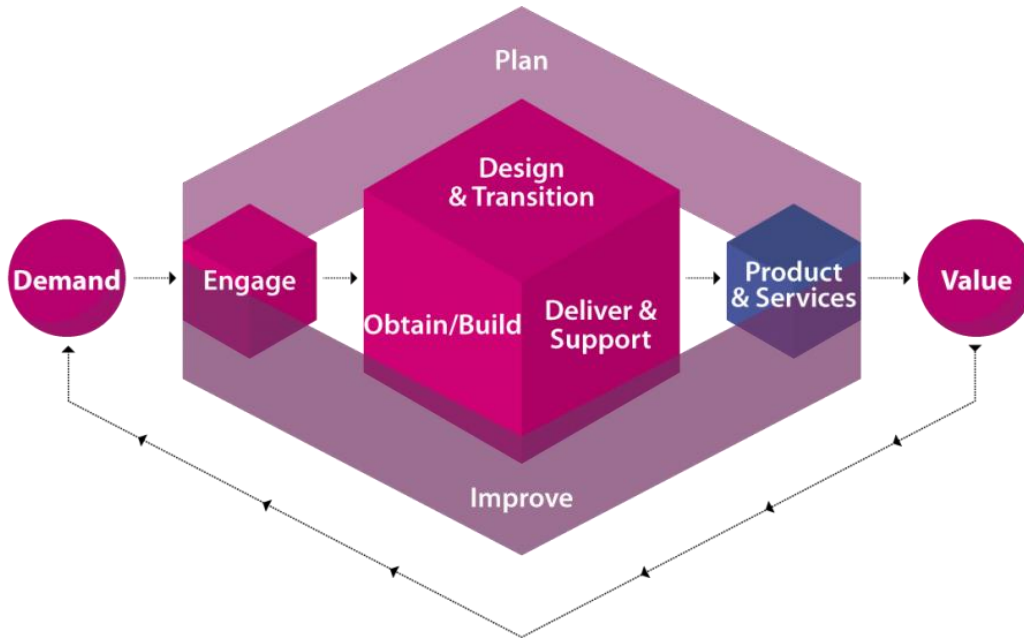 Plan
Design
& Transition
Demand
Engage
Obtain/Build
Deliver &
Support
Product
& Services
Value
Improve